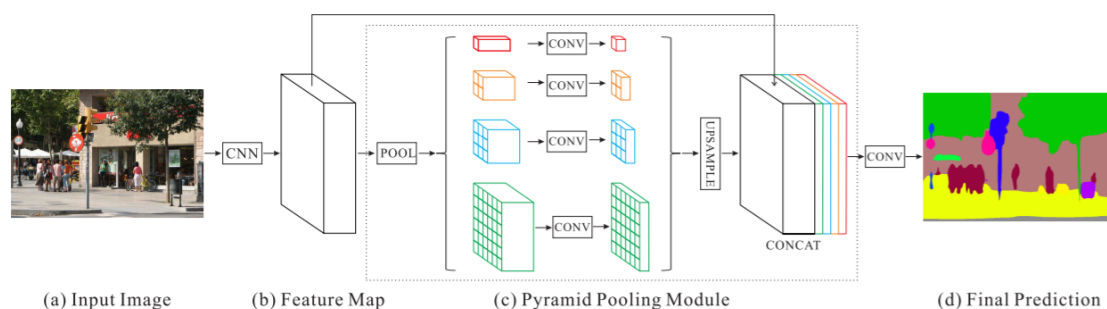 CNN
POOL
CONV
CONV
CONV
CONV
UPSAMPLE
CONCAT
CONV
(a) Input Image
(b) Feature Map
(c) Pyramid Pooling Module
(d) Final Prediction